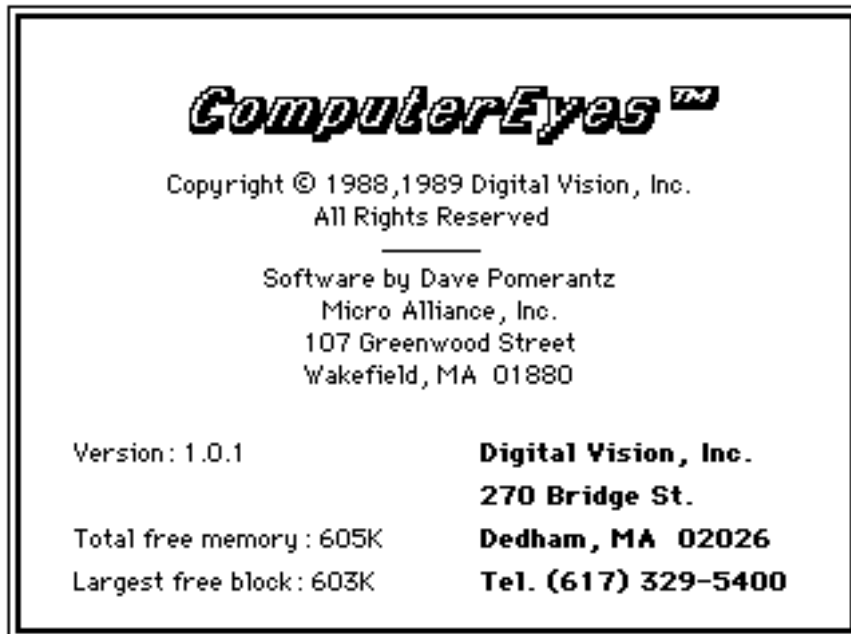 ComputerEyes™
Copyright © 1988,1989 Digital Vision, Inc.
All Rights Reserved
Software by Dave Pomerantz
Micro Alliance, Inc.
107 Greenwood Street
Wakefield, MA 01880
Version: 1.0.1
Total free memory: 605K
Largest free block: 603K
Digital Vision, Inc.
270 Bridge St.
Dedham, MA 02026
Tel. (617) 329-5400